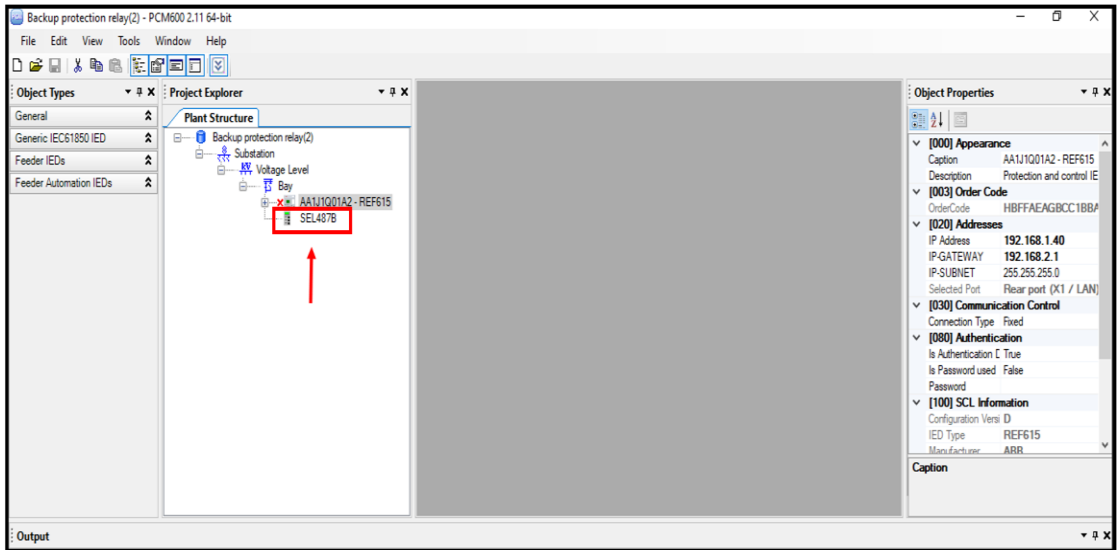 Backup protection relay(2) - PCM600 2.11 64-bit
File Edit View Tools Window Help
Object Types
General
Generic IEC61850 IED
Feeder IEDs
Feeder Automation IEDs
Project Explorer
Plant Structure
Backup protection relay(2)
Substation
Voltage Level
Bay
AA1J1Q01A2 - REF615
SEL487B
Object Properties
[000] Appearance
Caption AA1J1Q01A2 - REF615
Description Protection and control IE
[003] Order Code
OrderCode HBFFAEAGBCC1BBA
[020] Addresses
IP Address 192.168.1.40
IP-GATEWAY 192.168.2.1
IP-SUBNET 255.255.255.0
Selected Port Rear port (X1 / LAN)
[030] Communication Control
Connection Type Fixed
[080] Authentication
Is Authentication D True
Is Password used False
Password
[100] SCL Information
Configuration Versi D
IED Type REF615
Manufacturer ABB
Caption
Output